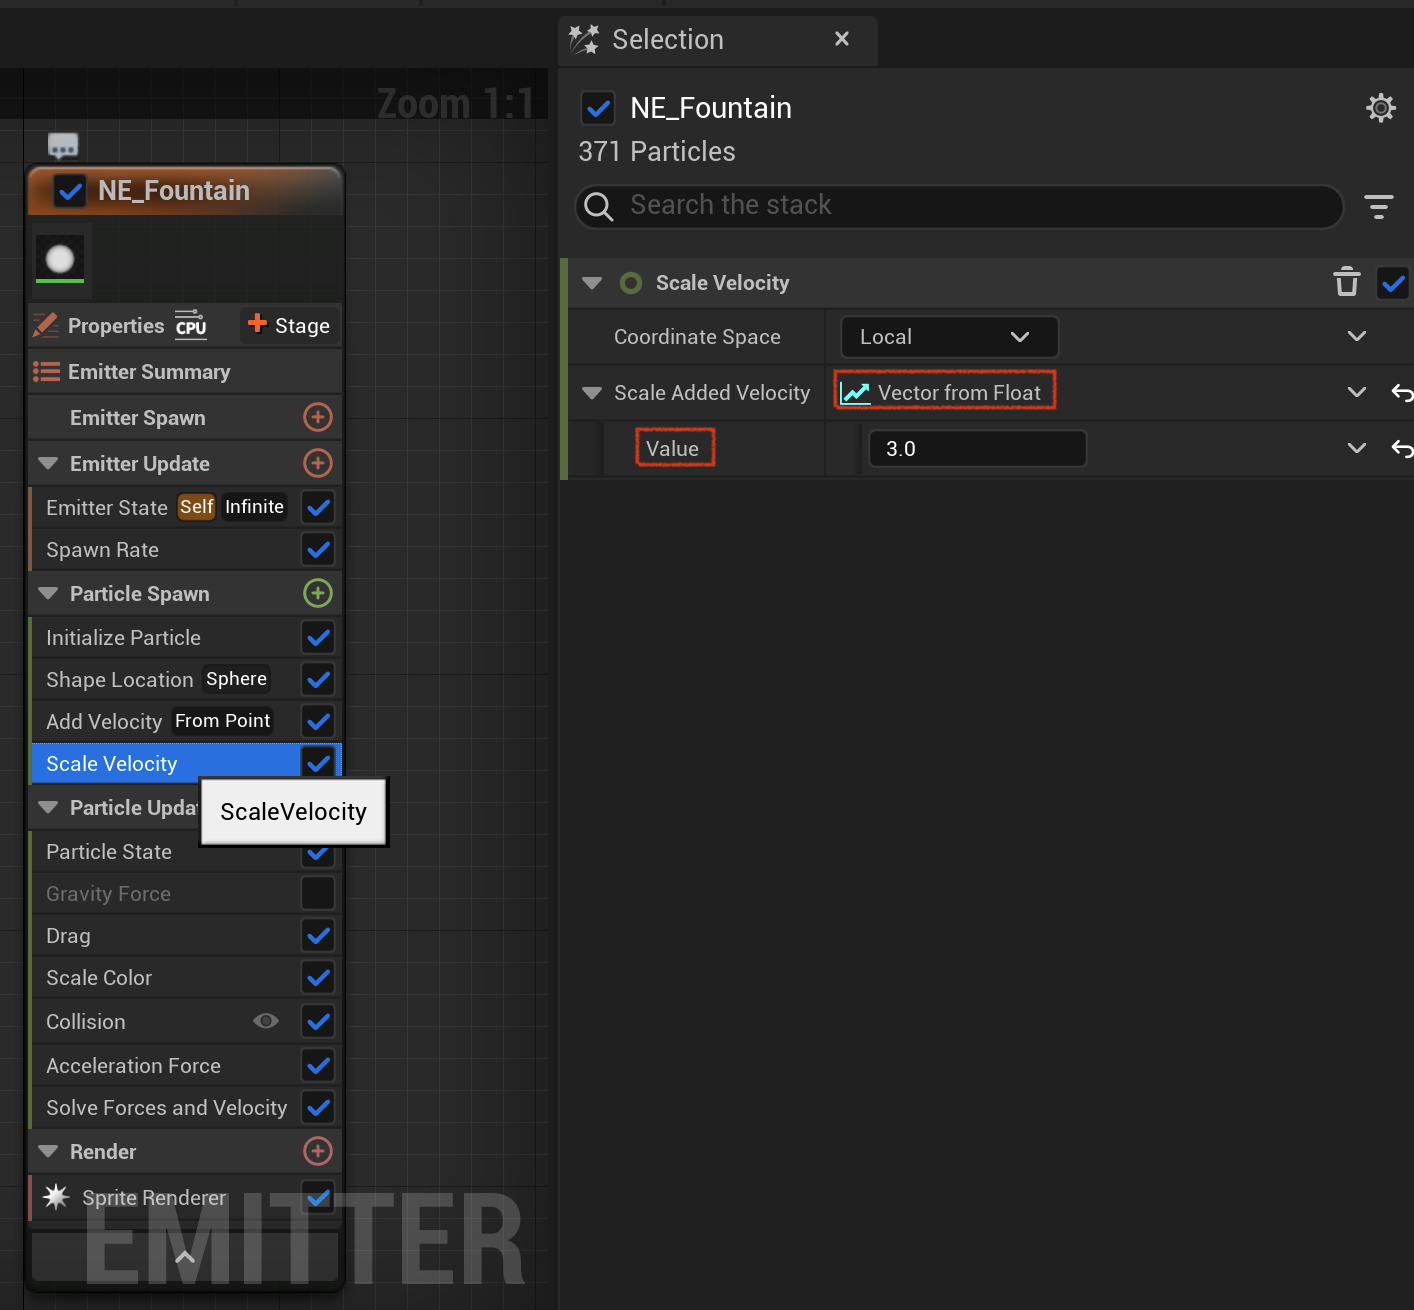 Zoom 1:1
NE_Fountain
Properties CPU Stage
Emitter Summary
Emitter Spawn
Emitter Update
Emitter State Self Infinite
Spawn Rate
Particle Spawn
Initialize Particle
Shape Location Sphere
Add Velocity From Point
Scale Velocity
ScaleVelocity
Particle Updat
Particle State
Gravity Force
Drag
Scale Color
Collision
Acceleration Force
Solve Forces and Velocity
Render
Sprite Renderer
EMITTER
Selection
NE_Fountain
371 Particles
Search the stack
Scale Velocity
Coordinate Space Local
Scale Added Velocity Vector from Float
Value 3.0